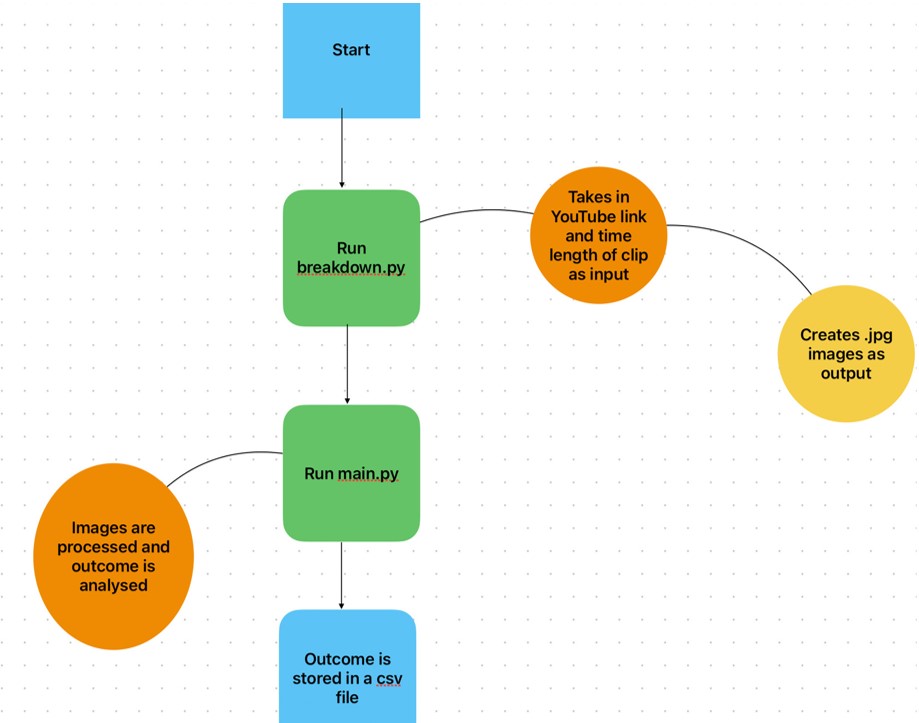 Start
Takes in
YouTube link
and time
length of clip
as input
Run
breakdown.py
Creates .jpg
images as
output
Run main.py
Images are
processed and
outcome is
analysed
Outcome is
stored in a csv
file